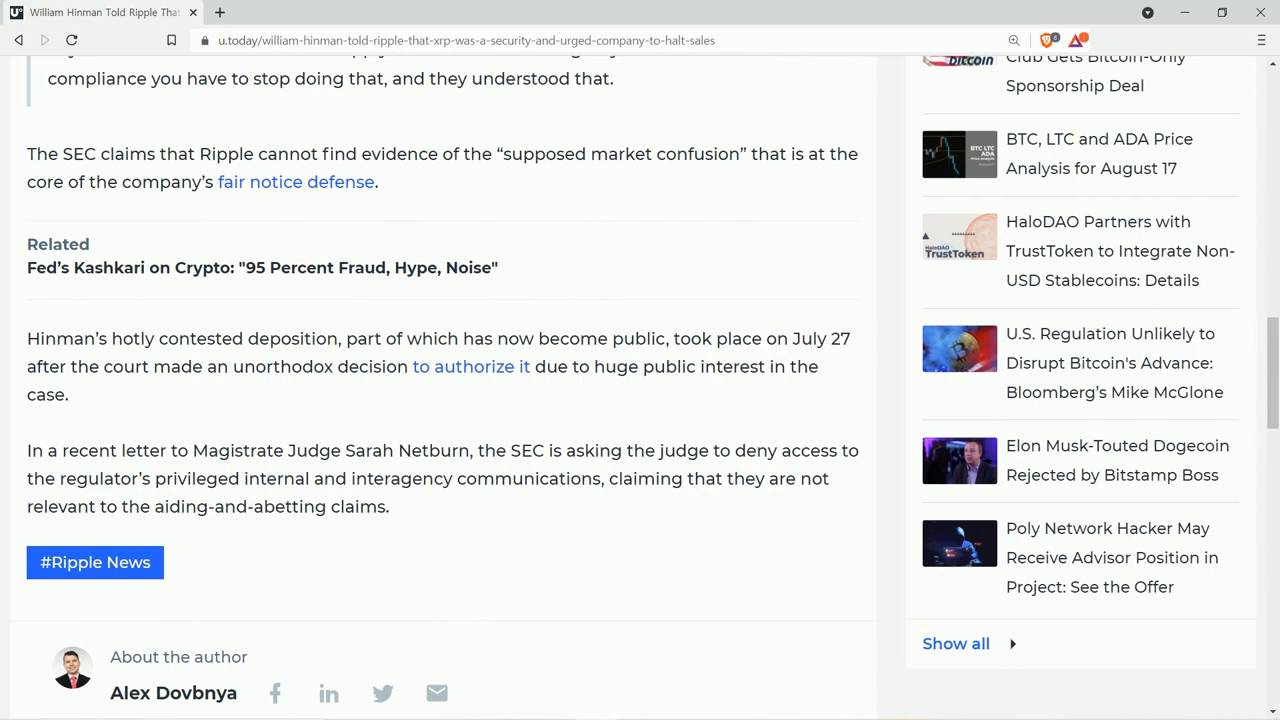 William Hinman Told Ripple That
u.today/william-hinman-told-ripple-that-xrp-was-a-security-and-urged-company-to-halt-sales
6
1
compliance you have to stop doing that, and they understood that.
The SEC claims that Ripple cannot find evidence of the “supposed market confusion” that is at the
core of the company’s fair notice defense.
Related
Fed’s Kashkari on Crypto: "95 Percent Fraud, Hype, Noise"
Hinman’s hotly contested deposition, part of which has now become public, took place on July 27
after the court made an unorthodox decision to authorize it due to huge public interest in the
case.
In a recent letter to Magistrate Judge Sarah Netburn, the SEC is asking the judge to deny access to
the regulator’s privileged internal and interagency communications, claiming that they are not
relevant to the aiding-and-abetting claims.
#Ripple News
About the author
Alex Dovbnya
BITCOIN
Club Gets Bitcoin-Only
Sponsorship Deal
BTC LTC
ADA
BTC, LTC and ADA Price
Analysis for August 17
HaloDAO
TrustToken
HaloDAO Partners with
TrustToken to Integrate Non-
USD Stablecoins: Details
U.S. Regulation Unlikely to
Disrupt Bitcoin's Advance:
Bloomberg’s Mike McGlone
Elon Musk-Touted Dogecoin
Rejected by Bitstamp Boss
Poly Network Hacker May
Receive Advisor Position in
Project: See the Offer
Show all